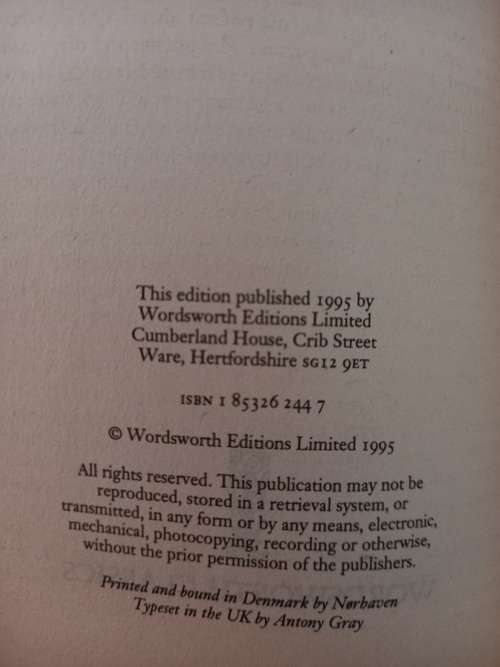 This edition published 1995 by
Wordsworth Editions Limited
Cumberland House, Crib Street
Ware, Hertfordshire SG12 9ET
ISBN 1 85326 244 7
© Wordsworth Editions Limited 1995
All rights reserved. This publication may not be
reproduced, stored in a retrieval system, or
transmitted, in any form or by any means, electronic,
mechanical, photocopying, recording or otherwise,
without the prior permission of the publishers.
Printed and bound in Denmark by Nørhaven
Typeset in the UK by Antony Gray